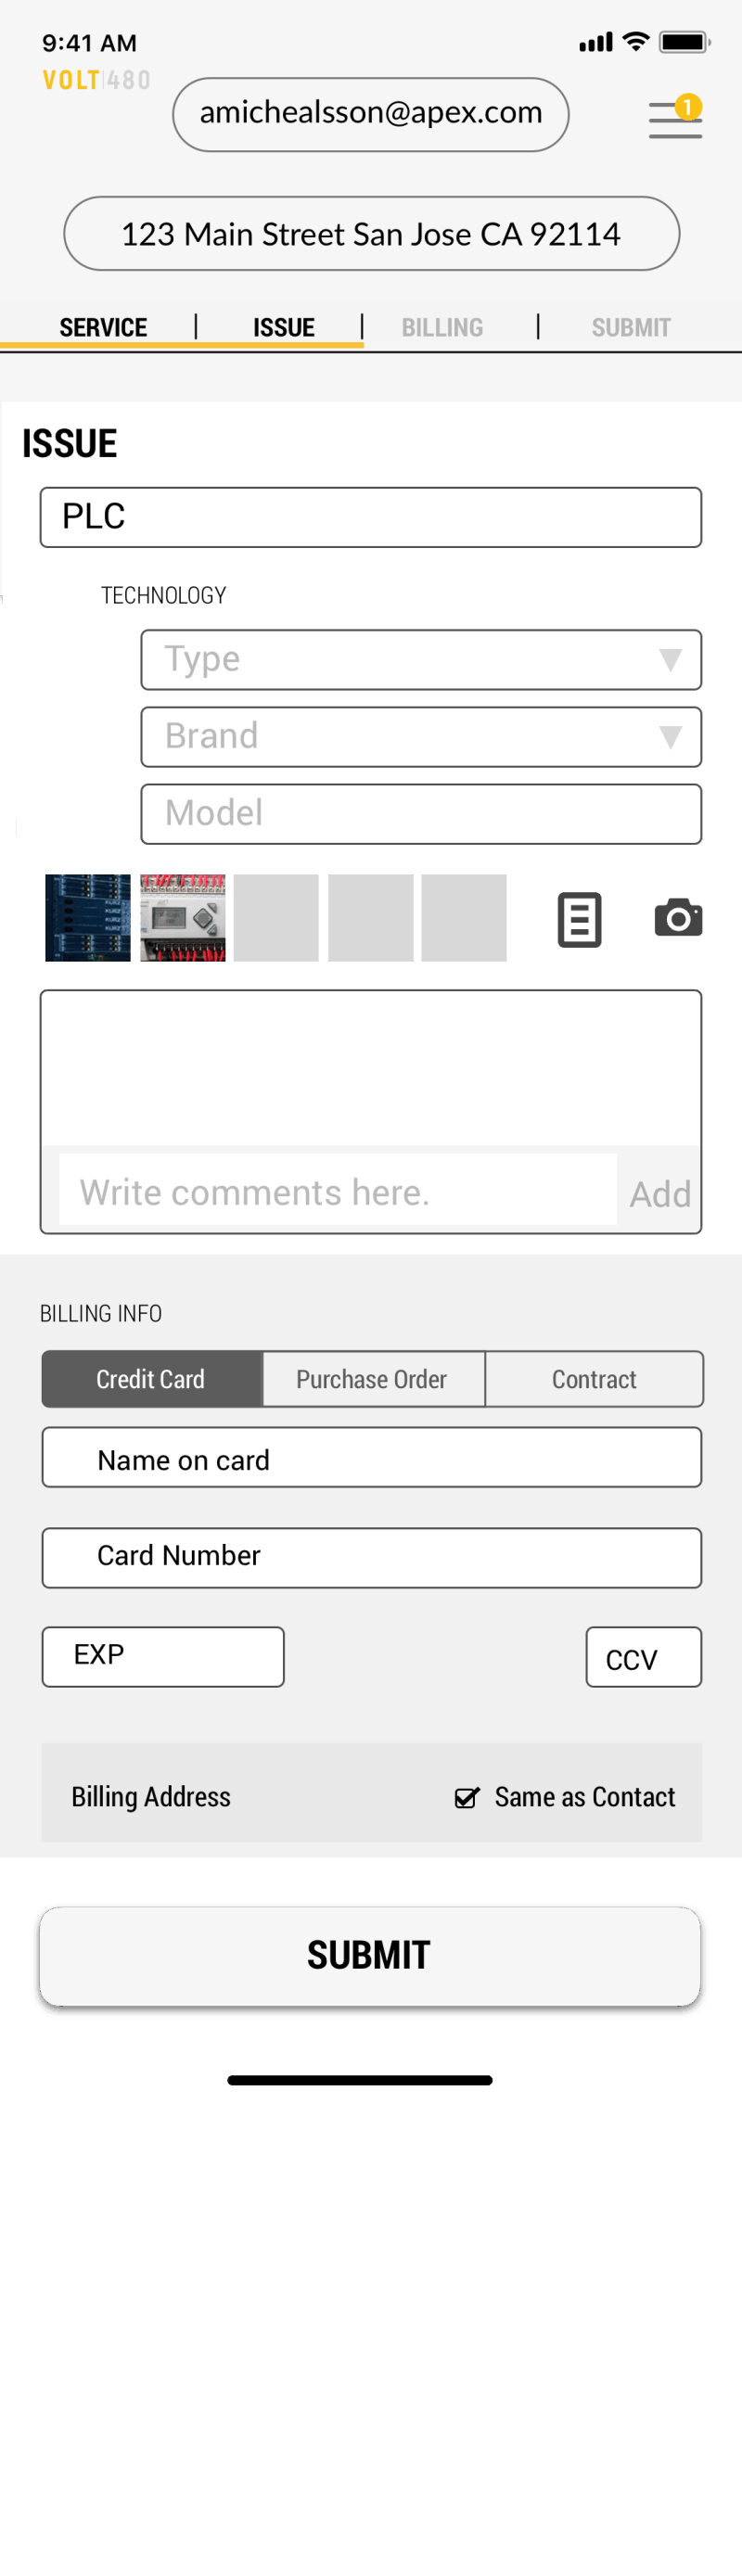 9:41 AM
VOLT|480
amichealsson@apex.com
1
123 Main Street San Jose CA 92114
SERVICE | ISSUE | BILLING | SUBMIT
ISSUE
PLC
TECHNOLOGY
Type
Brand
Model
Write comments here. Add
BILLING INFO
Credit Card Purchase Order Contract
Name on card
Card Number
EXP CCV
Billing Address Same as Contact
SUBMIT